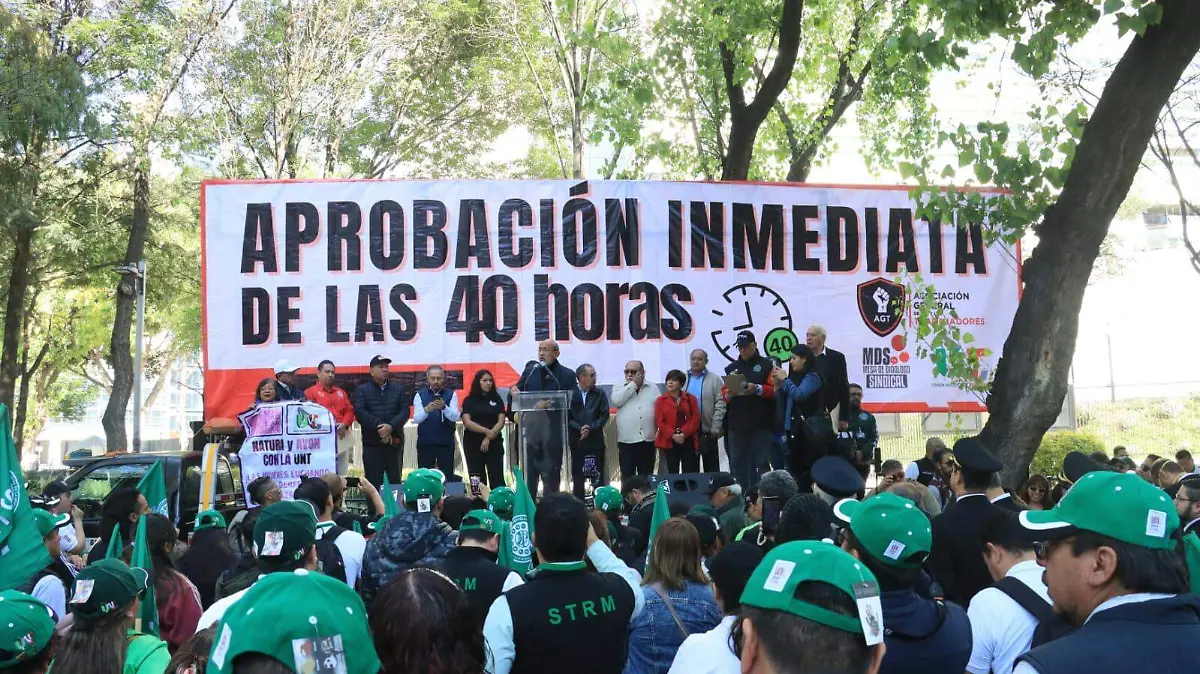 APROBACIÓN INMEDIATA
DE LAS 40 horas
40
AGT
ASOCIACIÓN
GENERAL
TRABAJADORES
MDS
MESA DE DIÁLOGO
SINDICAL
NATURA y AVON
CON LA UNT
STRM